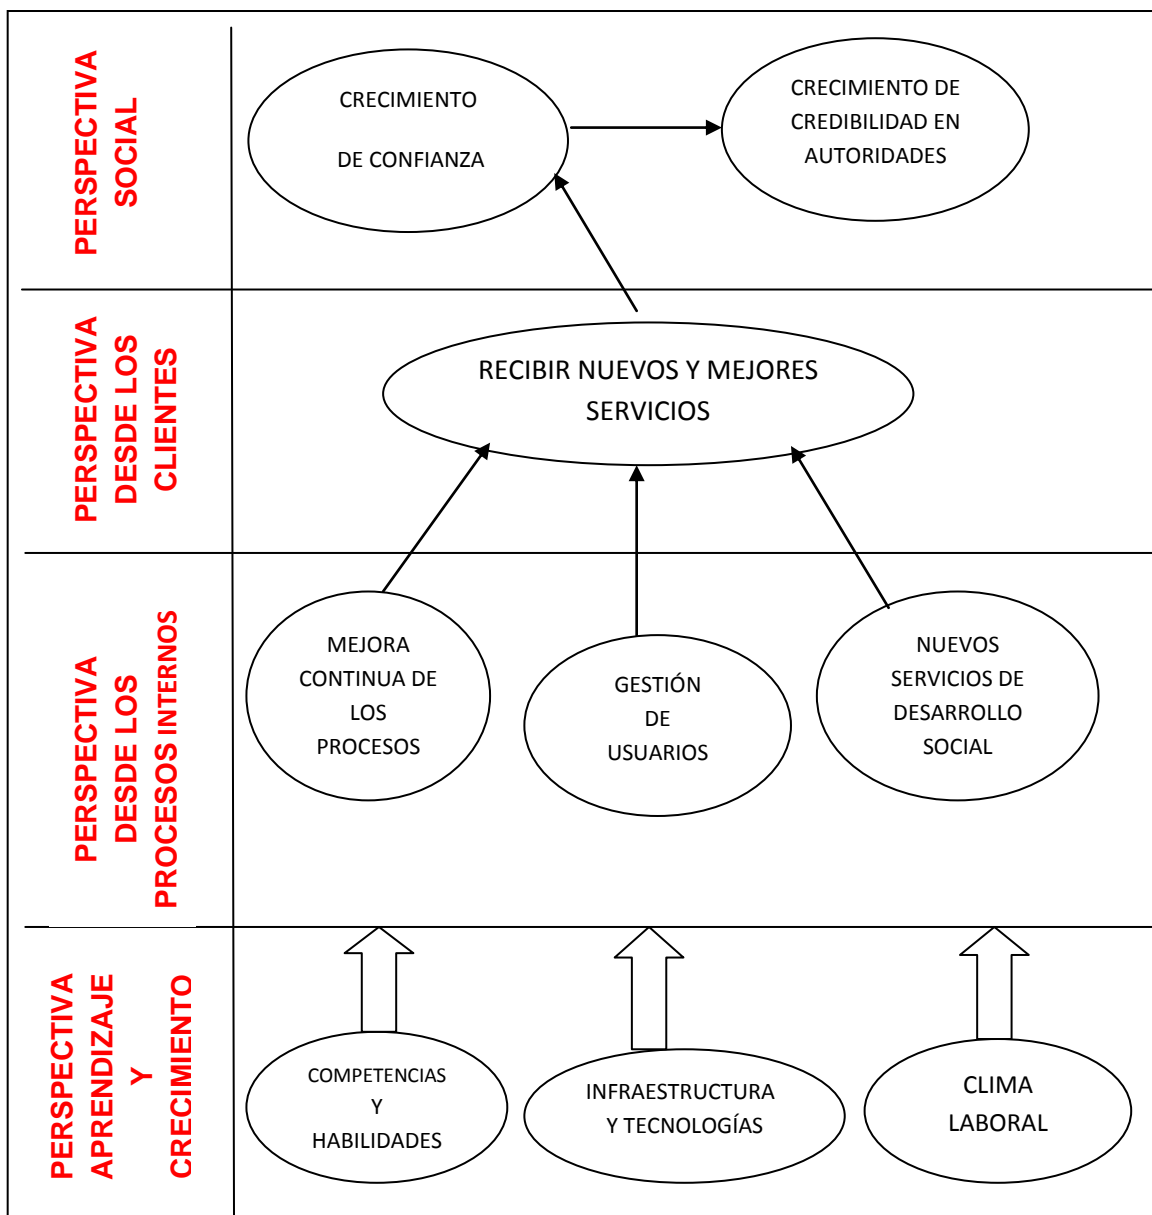 PERSPECTIVA
SOCIAL
CRECIMIENTO
DE CONFIANZA
CRECIMIENTO DE
CREDIBILIDAD EN
AUTORIDADES
PERSPECTIVA
DESDE LOS
CLIENTES
RECIBIR NUEVOS Y MEJORES
SERVICIOS
PERSPECTIVA
DESDE LOS
PROCESOS INTERNOS
MEJORA
CONTINUA DE
LOS
PROCESOS
GESTIÓN
DE
USUARIOS
NUEVOS
SERVICIOS DE
DESARROLLO
SOCIAL
PERSPECTIVA
APRENDIZAJE
Y
CRECIMIENTO
COMPETENCIAS
Y
HABILIDADES
INFRAESTRUCTURA
Y TECNOLOGÍAS
CLIMA
LABORAL